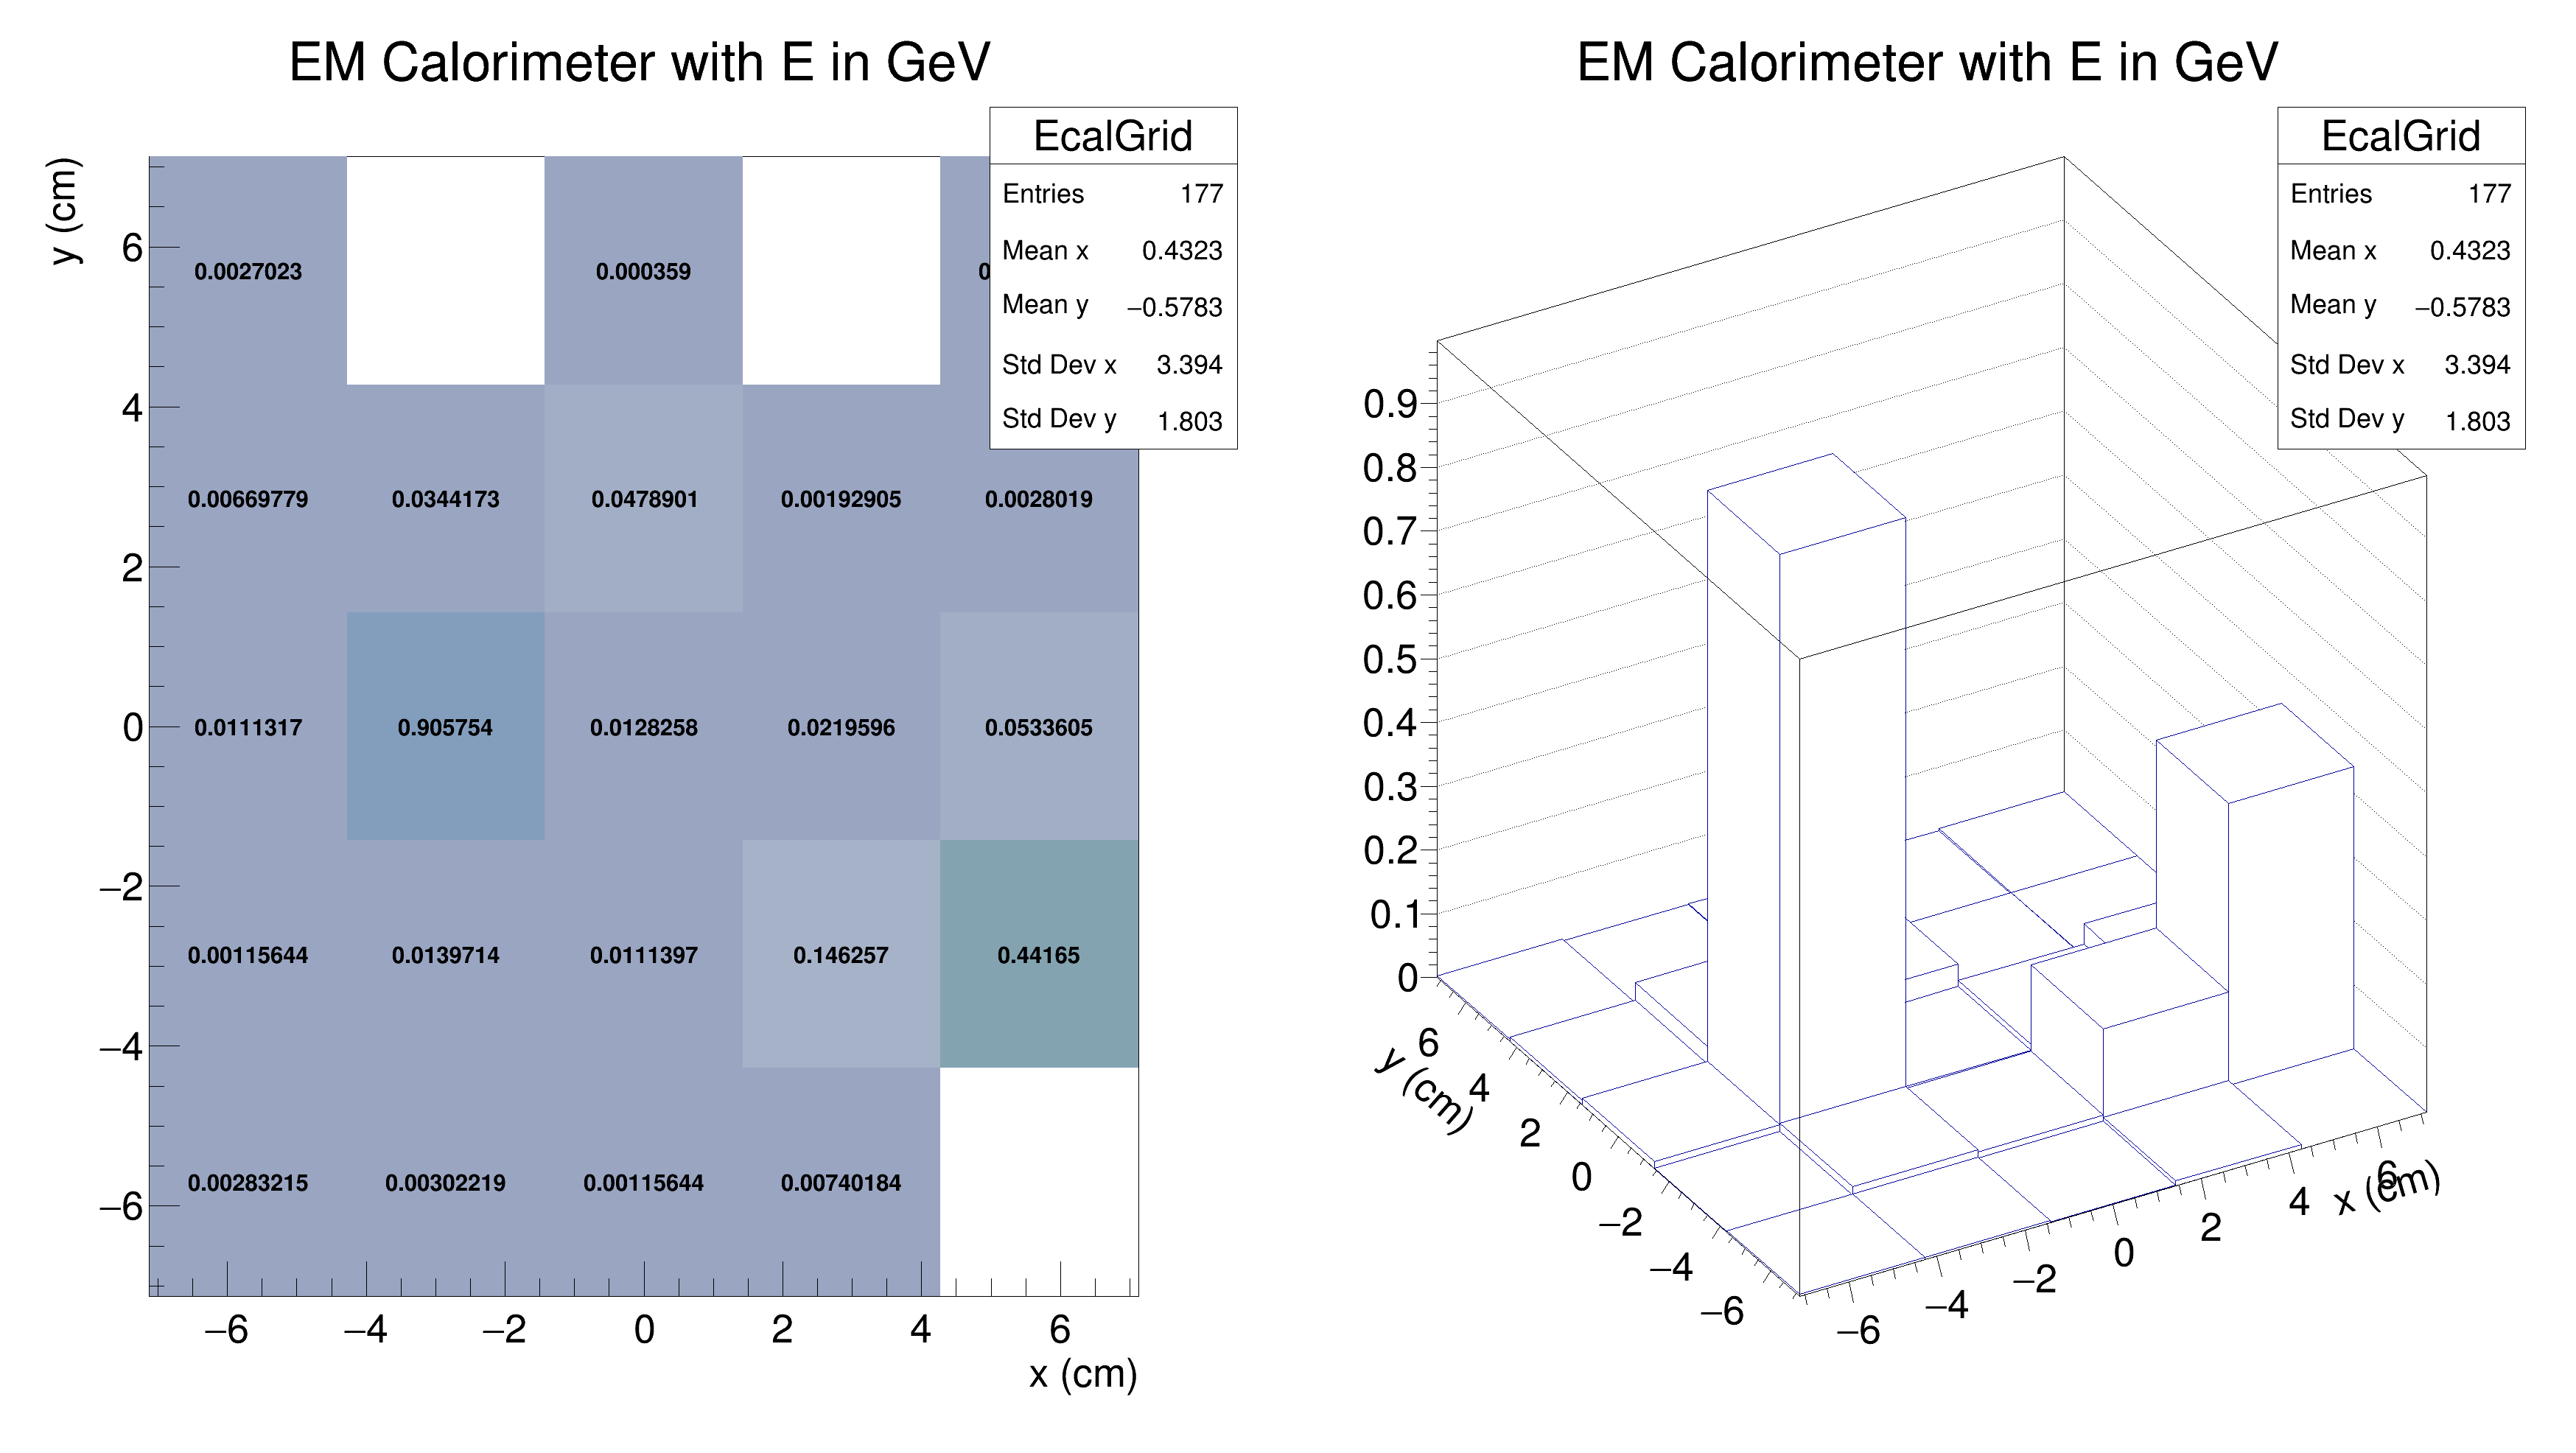 EM Calorimeter with E in GeV
EcalGrid
Entries 177
Mean x 0.4323
Mean y −0.5783
Std Dev x 3.394
Std Dev y 1.803
y (cm)
6
4
2
0
−2
−4
−6
0.0027023 0.000359
0.00669779 0.0344173 0.0478901 0.00192905 0.0028019
0.0111317 0.905754 0.0128258 0.0219596 0.0533605
0.00115644 0.0139714 0.0111397 0.146257 0.44165
0.00283215 0.00302219 0.00115644 0.00740184
−6 −4 −2 0 2 4 6
x (cm)
EM Calorimeter with E in GeV
EcalGrid
Entries 177
Mean x 0.4323
Mean y −0.5783
Std Dev x 3.394
Std Dev y 1.803
0.9
0.8
0.7
0.6
0.5
0.4
0.3
0.2
0.1
0
y (cm)
6
4
2
0
−2
−4
−6
−6 −4 −2 0 2 4 6
x (cm)